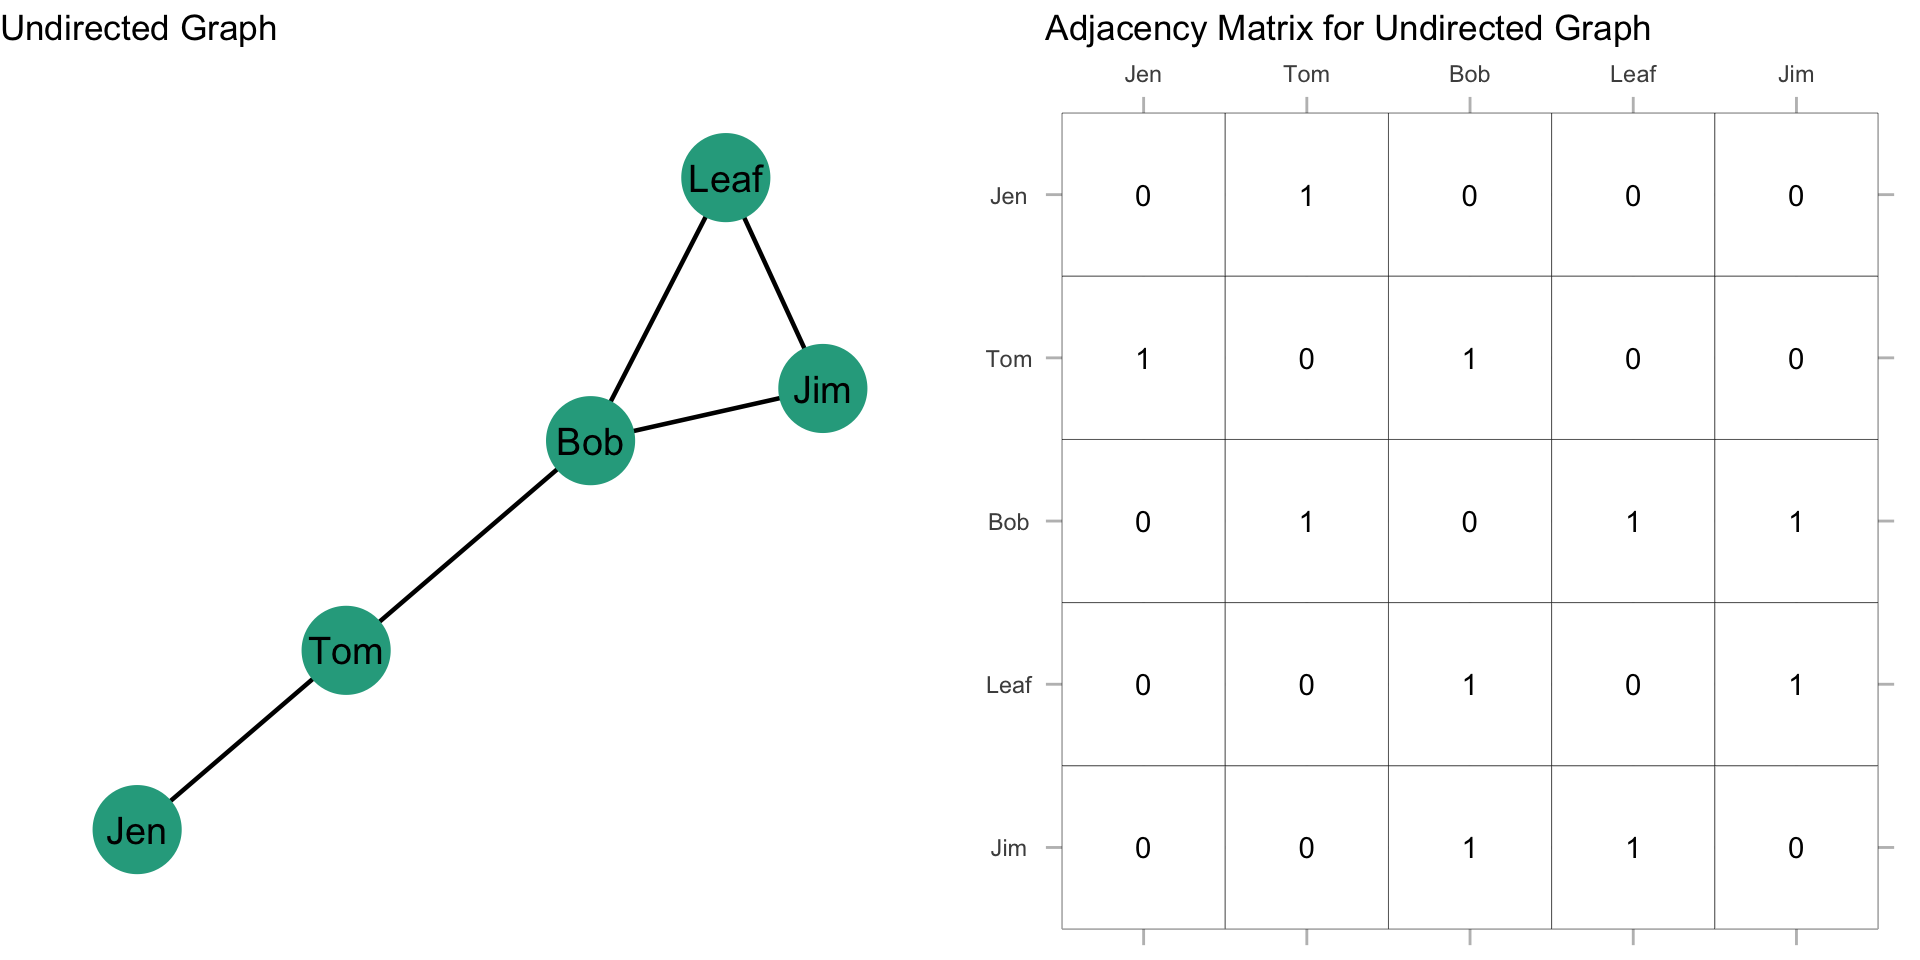 Undirected Graph
Leaf
Jim
Bob
Tom
Jen
Adjacency Matrix for Undirected Graph
Jen Tom Bob Leaf Jim
Jen 0 1 0 0 0
Tom 1 0 1 0 0
Bob 0 1 0 1 1
Leaf 0 0 1 0 1
Jim 0 0 1 1 0